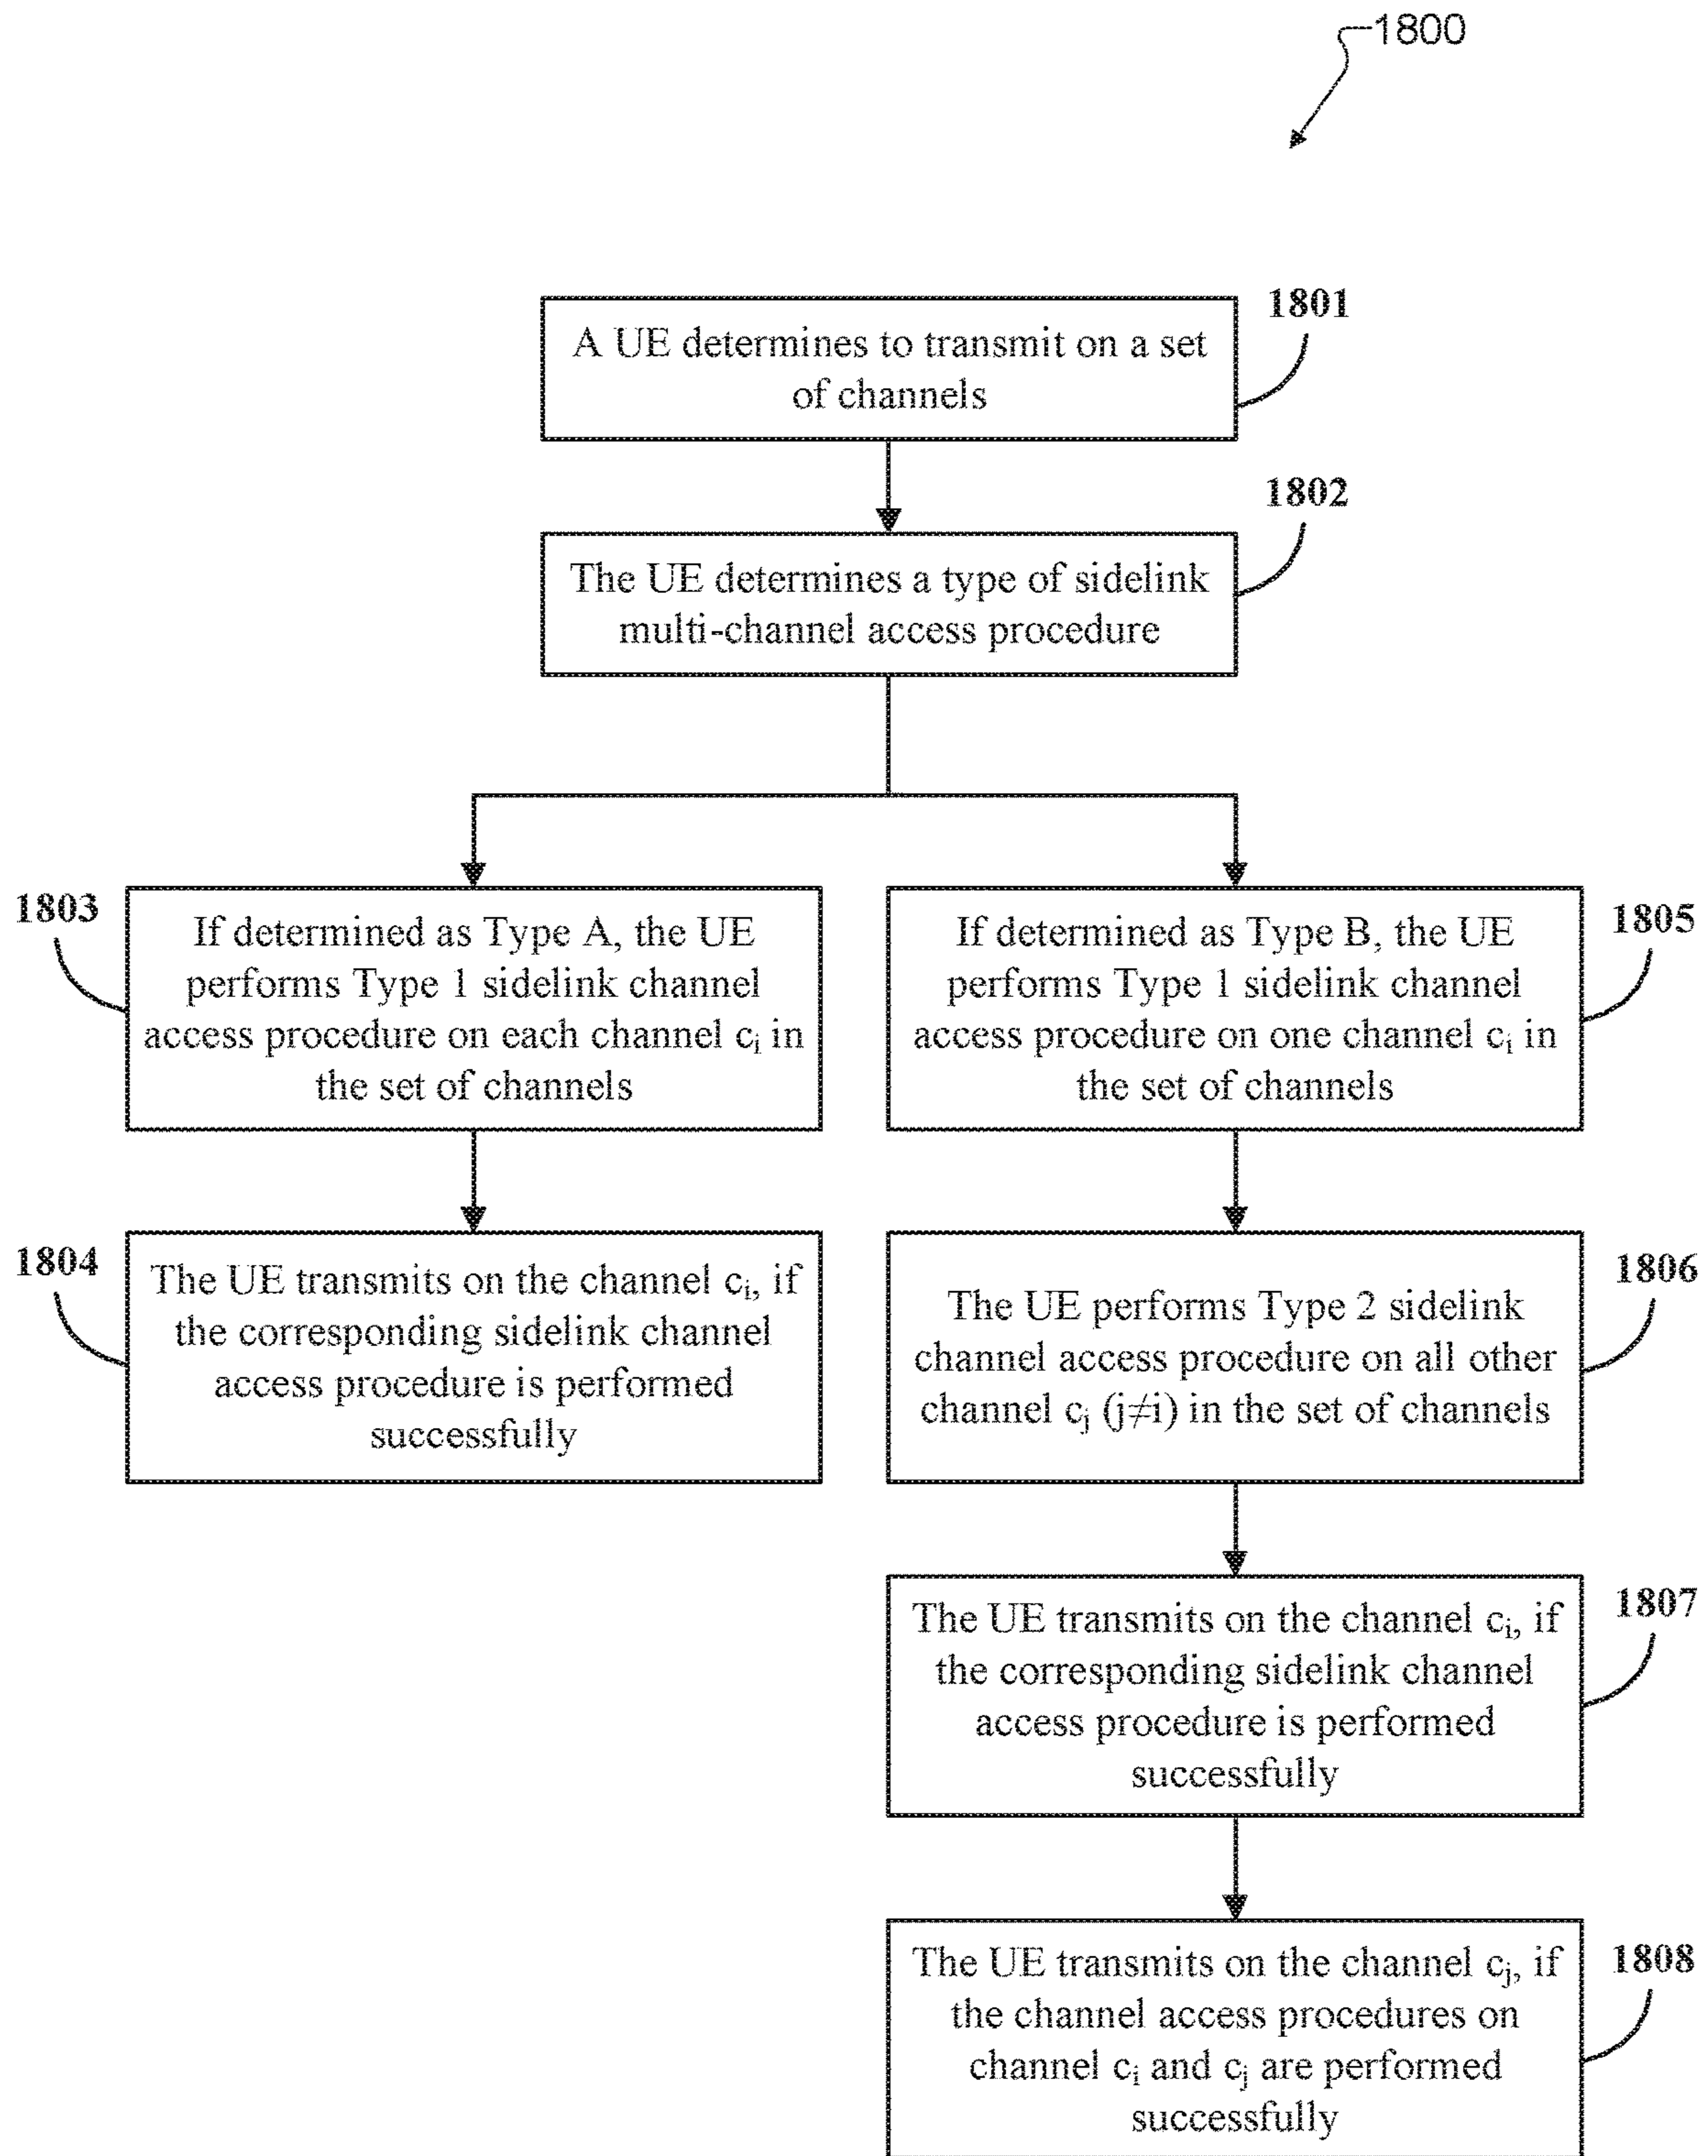 1800
1801
A UE determines to transmit on a set
of channels
1802
The UE determines a type of sidelink
multi-channel access procedure
1803
If determined as Type A, the UE
performs Type 1 sidelink channel
access procedure on each channel cᵢ in
the set of channels
1804
The UE transmits on the channel cᵢ, if
the corresponding sidelink channel
access procedure is performed
successfully
1805
If determined as Type B, the UE
performs Type 1 sidelink channel
access procedure on one channel cᵢ in
the set of channels
1806
The UE performs Type 2 sidelink
channel access procedure on all other
channel cⱼ (j≠i) in the set of channels
1807
The UE transmits on the channel cᵢ, if
the corresponding sidelink channel
access procedure is performed
successfully
1808
The UE transmits on the channel cⱼ, if
the channel access procedures on
channel cᵢ and cⱼ are performed
successfully